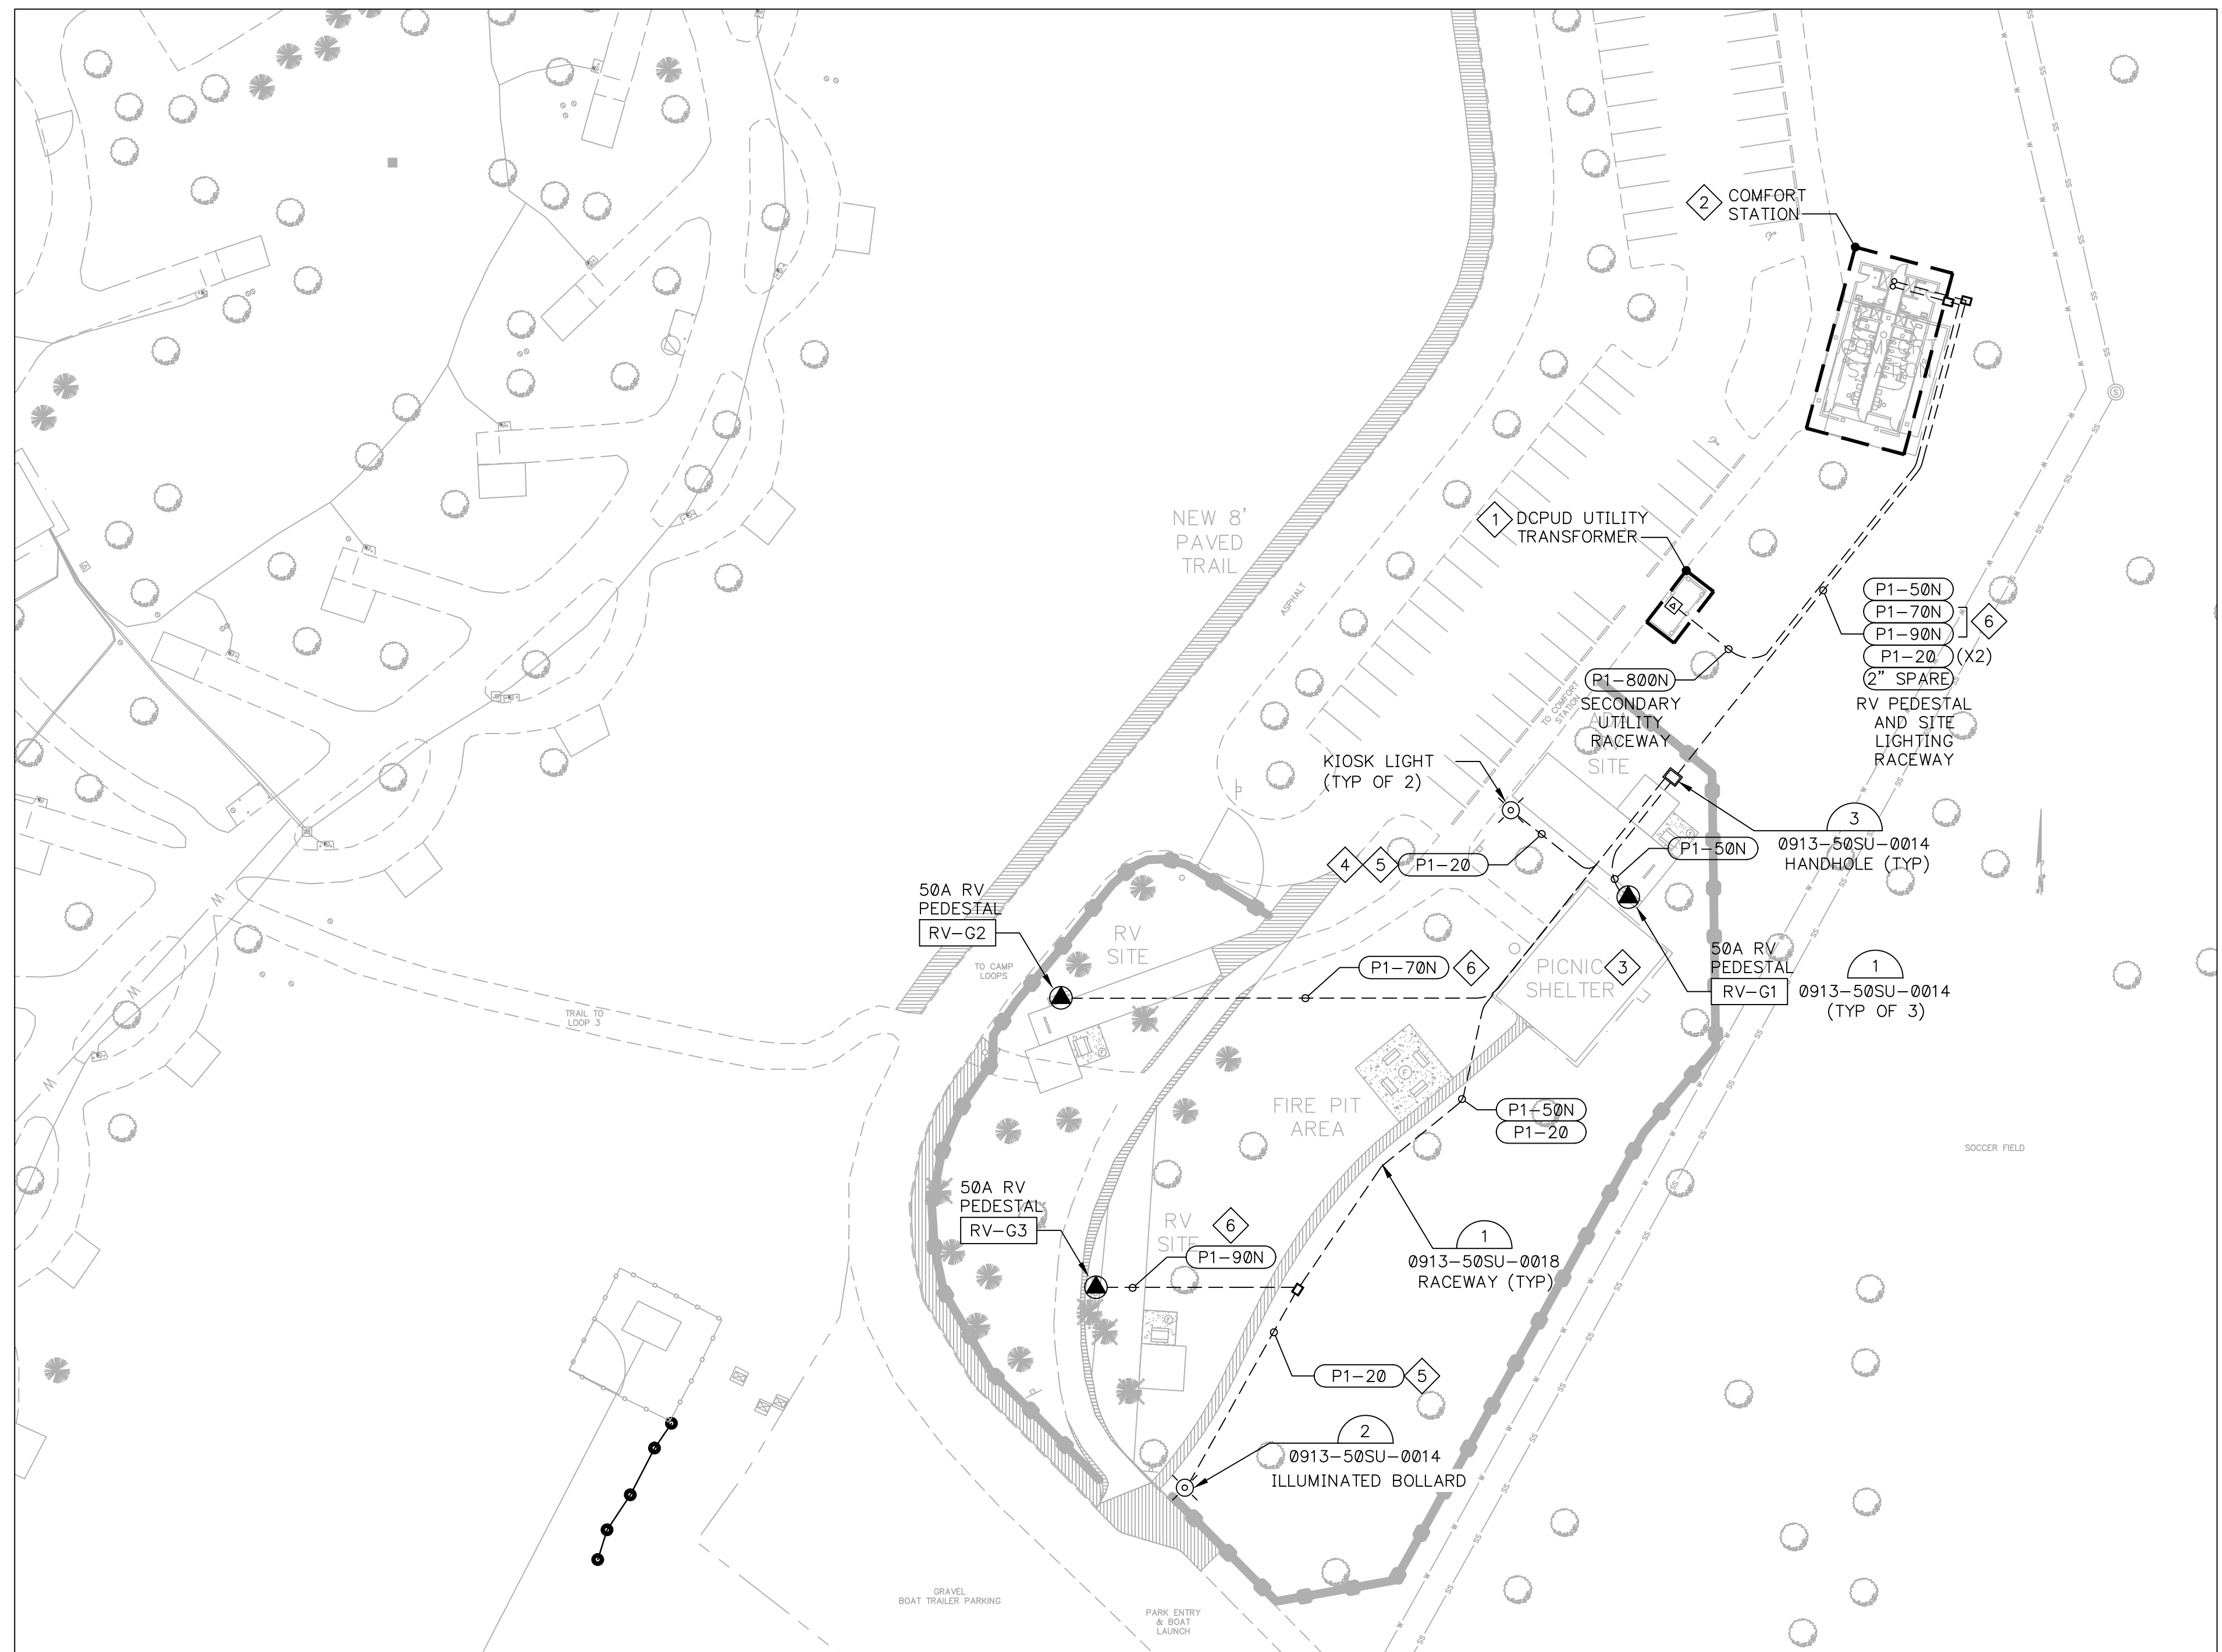 2
COMFORT
STATION
NEW 8'
PAVED
TRAIL
ASPHALT
1
DCPUD UTILITY
TRANSFORMER
P1-50N
P1-70N
P1-90N
6
P1-20 (X2)
2" SPARE
RV PEDESTAL
AND SITE
LIGHTING
RACEWAY
P1-800N
SECONDARY
UTILITY
RACEWAY
TO COMFORT
STATION
SITE
KIOSK LIGHT
(TYP OF 2)
3
0913-50SU-0014
HANDHOLE (TYP)
4 5 P1-20
P1-50N
50A RV
PEDESTAL
RV-G2
RV
SITE
TO CAMP
LOOPS
P1-70N 6
PICNIC
SHELTER
3
50A RV
PEDESTAL
RV-G1
1
0913-50SU-0014
(TYP OF 3)
TRAIL TO
LOOP 3
FIRE PIT
AREA
P1-50N
P1-20
SOCCER FIELD
50A RV
PEDESTAL
RV-G3
RV
SITE
6
P1-90N
1
0913-50SU-0018
RACEWAY (TYP)
P1-20 5
2
0913-50SU-0014
ILLUMINATED BOLLARD
GRAVEL
BOAT TRAILER PARKING
PARK ENTRY
& BOAT
LAUNCH